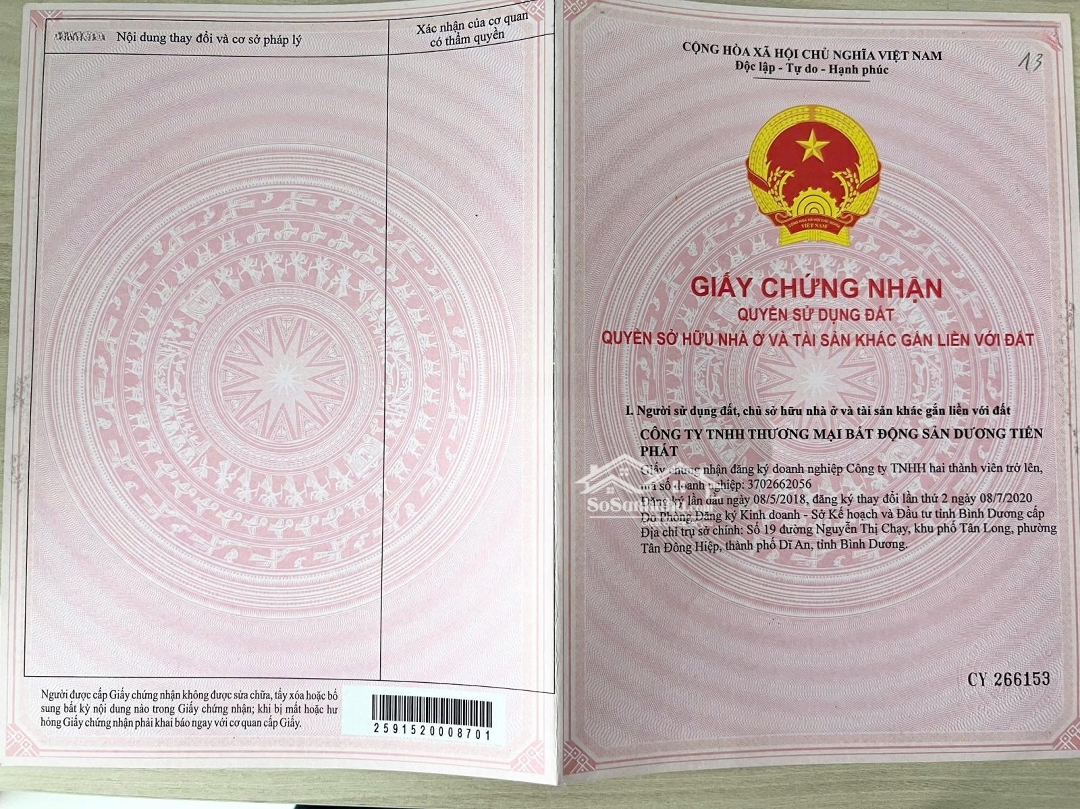 Nội dung thay đổi và cơ sở pháp lý
Xác nhận của cơ quan
có thẩm quyền
Người được cấp Giấy chứng nhận không được sửa chữa, tẩy xóa hoặc bổ
sung bất kỳ nội dung nào trong Giấy chứng nhận; khi bị mất hoặc hư
hỏng Giấy chứng nhận phải khai báo ngay với cơ quan cấp Giấy.
2591520008701
CỘNG HÒA XÃ HỘI CHỦ NGHĨA VIỆT NAM
Độc lập - Tự do - Hạnh phúc
13
VIỆT NAM
GIẤY CHỨNG NHẬN
QUYỀN SỬ DỤNG ĐẤT
QUYỀN SỞ HỮU NHÀ Ở VÀ TÀI SẢN KHÁC GẮN LIỀN VỚI ĐẤT
I. Người sử dụng đất, chủ sở hữu nhà ở và tài sản khác gắn liền với đất
CÔNG TY TNHH THƯƠNG MẠI BẤT ĐỘNG SẢN DƯƠNG TIẾN
PHÁT
Giấy chứng nhận đăng ký doanh nghiệp Công ty TNHH hai thành viên trở lên,
mã số doanh nghiệp: 3702662056
Đăng ký lần đầu ngày 08/5/2018, đăng ký thay đổi lần thứ 2 ngày 08/7/2020
Do Phòng Đăng ký Kinh doanh - Sở Kế hoạch và Đầu tư tỉnh Bình Dương cấp
Địa chỉ trụ sở chính: Số 19 đường Nguyễn Thị Chạy, khu phố Tân Long, phường
Tân Đông Hiệp, thành phố Dĩ An, tỉnh Bình Dương.
CY 266153